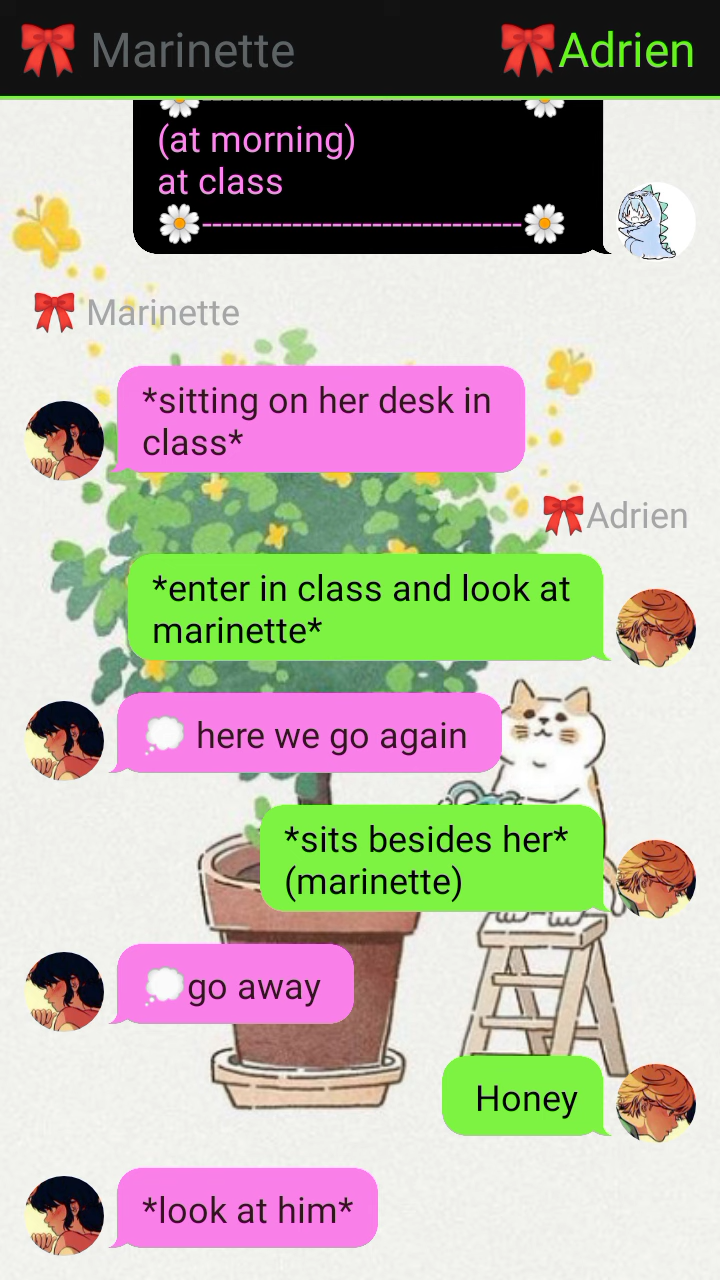 🎀 Marinette
🎀Adrien
(at morning)
at class
🌼------------------------------🌼
🎀 Marinette
*sitting on her desk in
class*
🎀Adrien
*enter in class and look at
marinette*
💭 here we go again
*sits besides her*
(marinette)
💭go away
Honey
*look at him*